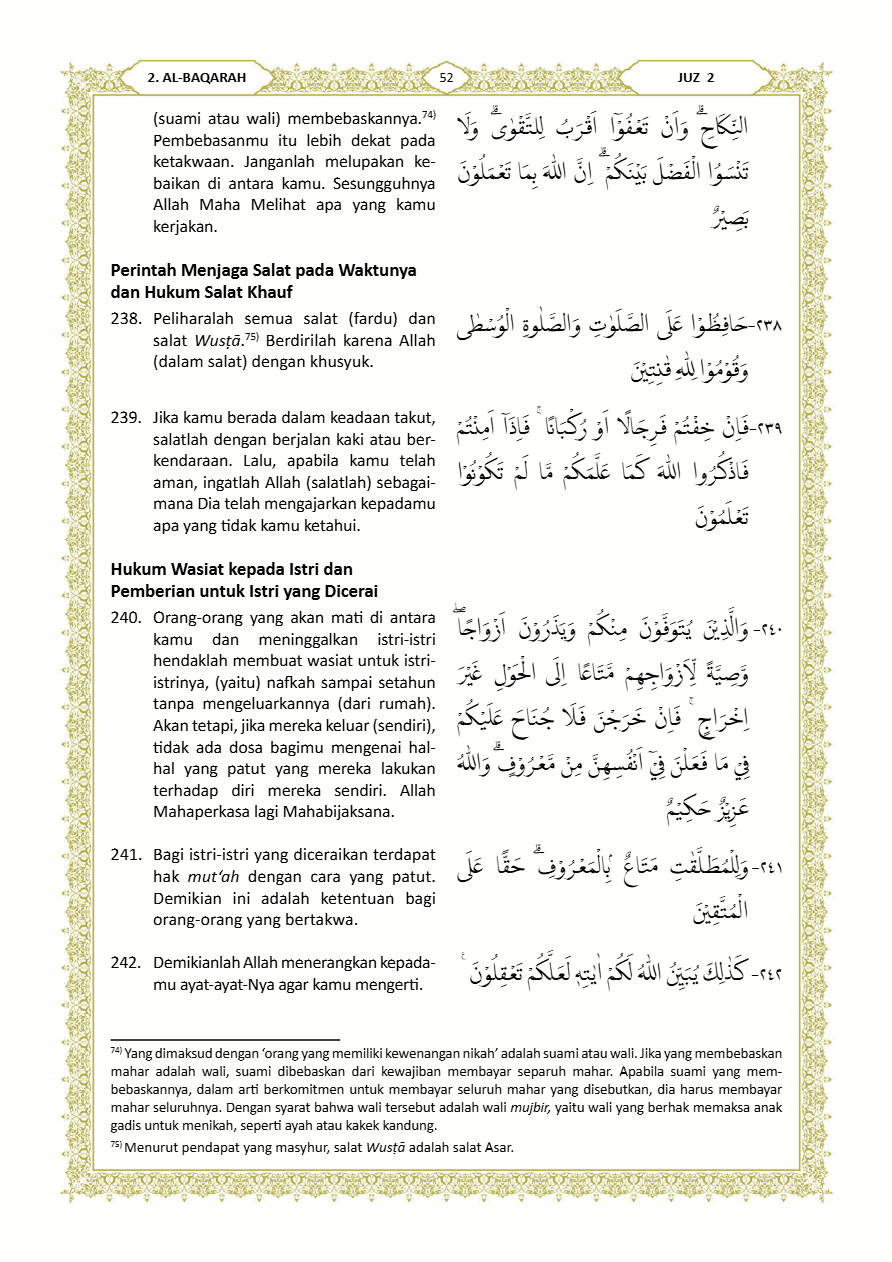 2. AL-BAQARAH
52
JUZ 2
(suami atau wali) membebaskannya.74)
Pembebasanmu itu lebih dekat pada
ketakwaan. Janganlah melupakan ke-
baikan di antara kamu. Sesungguhnya
Allah Maha Melihat apa yang kamu
kerjakan.
النِّكَاحِۗ وَاَنْ تَعْفُوْٓا اَقْرَبُ لِلتَّقْوٰىۗ وَلَا
تَنْسَوُا الْفَضْلَ بَيْنَكُمْۗ اِنَّ اللّٰهَ بِمَا تَعْمَلُوْنَ
بَصِيْرٌ
Perintah Menjaga Salat pada Waktunya
dan Hukum Salat Khauf
238. Peliharalah semua salat (fardu) dan
salat Wusṭā.75) Berdirilah karena Allah
(dalam salat) dengan khusyuk.
٢٣٨-حَافِظُوْا عَلَى الصَّلَوٰتِ وَالصَّلٰوةِ الْوُسْطٰى
وَقُوْمُوْا لِلّٰهِ قٰنِتِيْنَ
239. Jika kamu berada dalam keadaan takut,
salatlah dengan berjalan kaki atau ber-
kendaraan. Lalu, apabila kamu telah
aman, ingatlah Allah (salatlah) sebagai-
mana Dia telah mengajarkan kepadamu
apa yang tidak kamu ketahui.
٢٣٩-فَاِنْ خِفْتُمْ فَرِجَالًا اَوْ رُكْبَانًا ۚ فَاِذَآ اَمِنْتُمْ
فَاذْكُرُوا اللّٰهَ كَمَا عَلَّمَكُمْ مَّا لَمْ تَكُوْنُوْا
تَعْلَمُوْنَ
Hukum Wasiat kepada Istri dan
Pemberian untuk Istri yang Dicerai
240. Orang-orang yang akan mati di antara
kamu dan meninggalkan istri-istri
hendaklah membuat wasiat untuk istri-
istrinya, (yaitu) nafkah sampai setahun
tanpa mengeluarkannya (dari rumah).
Akan tetapi, jika mereka keluar (sendiri),
tidak ada dosa bagimu mengenai hal-
hal yang patut yang mereka lakukan
terhadap diri mereka sendiri. Allah
Mahaperkasa lagi Mahabijaksana.
٢٤٠- وَالَّذِيْنَ يُتَوَفَّوْنَ مِنْكُمْ وَيَذَرُوْنَ اَزْوَاجًاۖ
وَّصِيَّةً لِّاَزْوَاجِهِمْ مَّتَاعًا اِلَى الْحَوْلِ غَيْرَ
اِخْرَاجٍ ۚ فَاِنْ خَرَجْنَ فَلَا جُنَاحَ عَلَيْكُمْ
فِيْ مَا فَعَلْنَ فِيْٓ اَنْفُسِهِنَّ مِنْ مَّعْرُوْفٍۗ وَاللّٰهُ
عَزِيْزٌ حَكِيْمٌ
241. Bagi istri-istri yang diceraikan terdapat
hak mut‘ah dengan cara yang patut.
Demikian ini adalah ketentuan bagi
orang-orang yang bertakwa.
٢٤١-وَلِلْمُطَلَّقٰتِ مَتَاعٌ ۢبِالْمَعْرُوْفِۗ حَقًّا عَلَى
الْمُتَّقِيْنَ
242. Demikianlah Allah menerangkan kepada-
mu ayat-ayat-Nya agar kamu mengerti.
٢٤٢- كَذٰلِكَ يُبَيِّنُ اللّٰهُ لَكُمْ اٰيٰتِهٖ لَعَلَّكُمْ تَعْقِلُوْنَ ࣖ
74) Yang dimaksud dengan ‘orang yang memiliki kewenangan nikah’ adalah suami atau wali. Jika yang membebaskan
mahar adalah wali, suami dibebaskan dari kewajiban membayar separuh mahar. Apabila suami yang mem-
bebaskannya, dalam arti berkomitmen untuk membayar seluruh mahar yang disebutkan, dia harus membayar
mahar seluruhnya. Dengan syarat bahwa wali tersebut adalah wali mujbir, yaitu wali yang berhak memaksa anak
gadis untuk menikah, seperti ayah atau kakek kandung.
75) Menurut pendapat yang masyhur, salat Wusṭā adalah salat Asar.